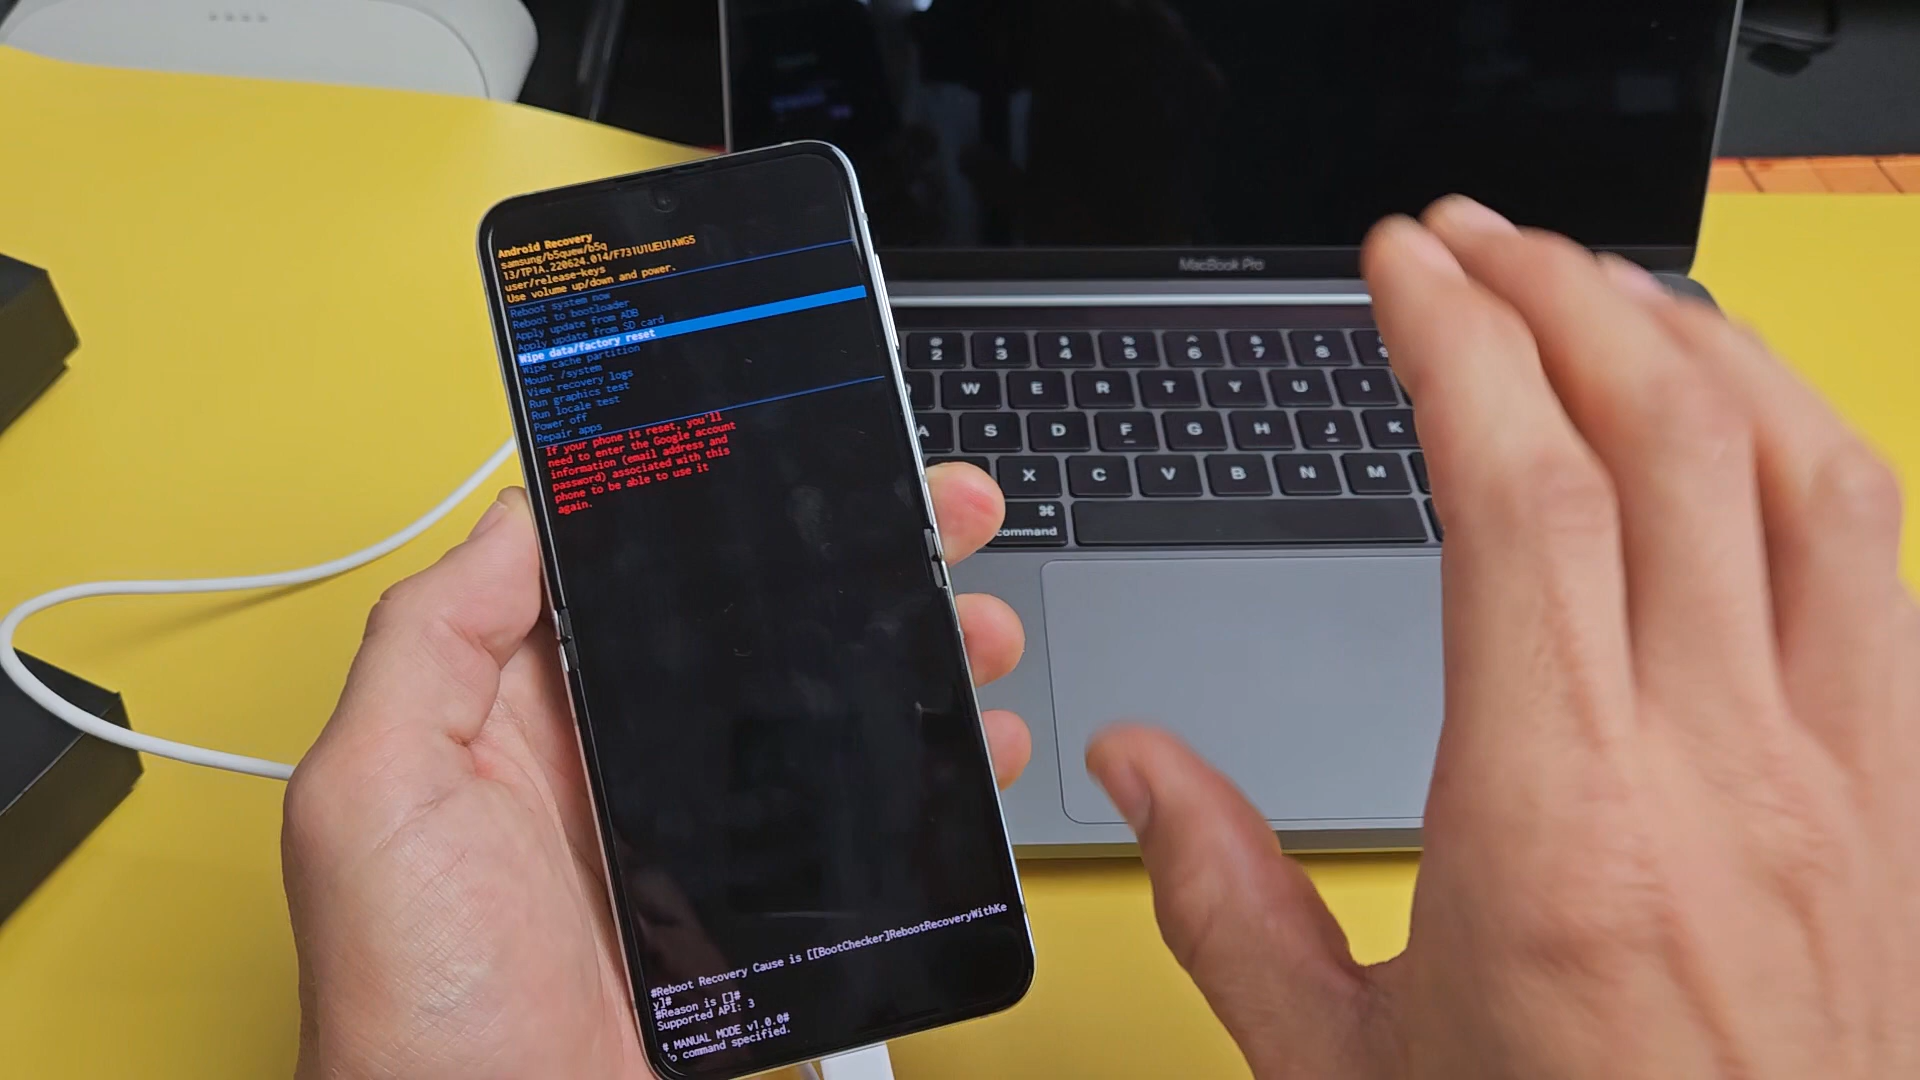 Android Recovery
samsung/b5quew/b5q
13/TP1A.220624.014/F731U1UEU1AWG5
user/release-keys
Use volume up/down and power.
Reboot system now
Reboot to bootloader
Apply update from ADB
Apply update from SD card
Wipe data/factory reset
Wipe cache partition
Mount /system
View recovery logs
Run graphics test
Run locale test
Power off
Repair apps
If your phone is reset, you'll
need to enter the Google account
information (email address and
password) associated with this
phone to be able to use it
again.
#Reboot Recovery Cause is [[BootChecker]RebootRecoveryWithKe
y]#
#Reason is []#
Supported API: 3
# MANUAL MODE v1.0.0#
command specified.
MacBook Pro
@ # $ % ^ & *
2 3 4 5 6 7 8 9
W E R T Y U I
A S D F G H J K
X C V B N M
⌘
command